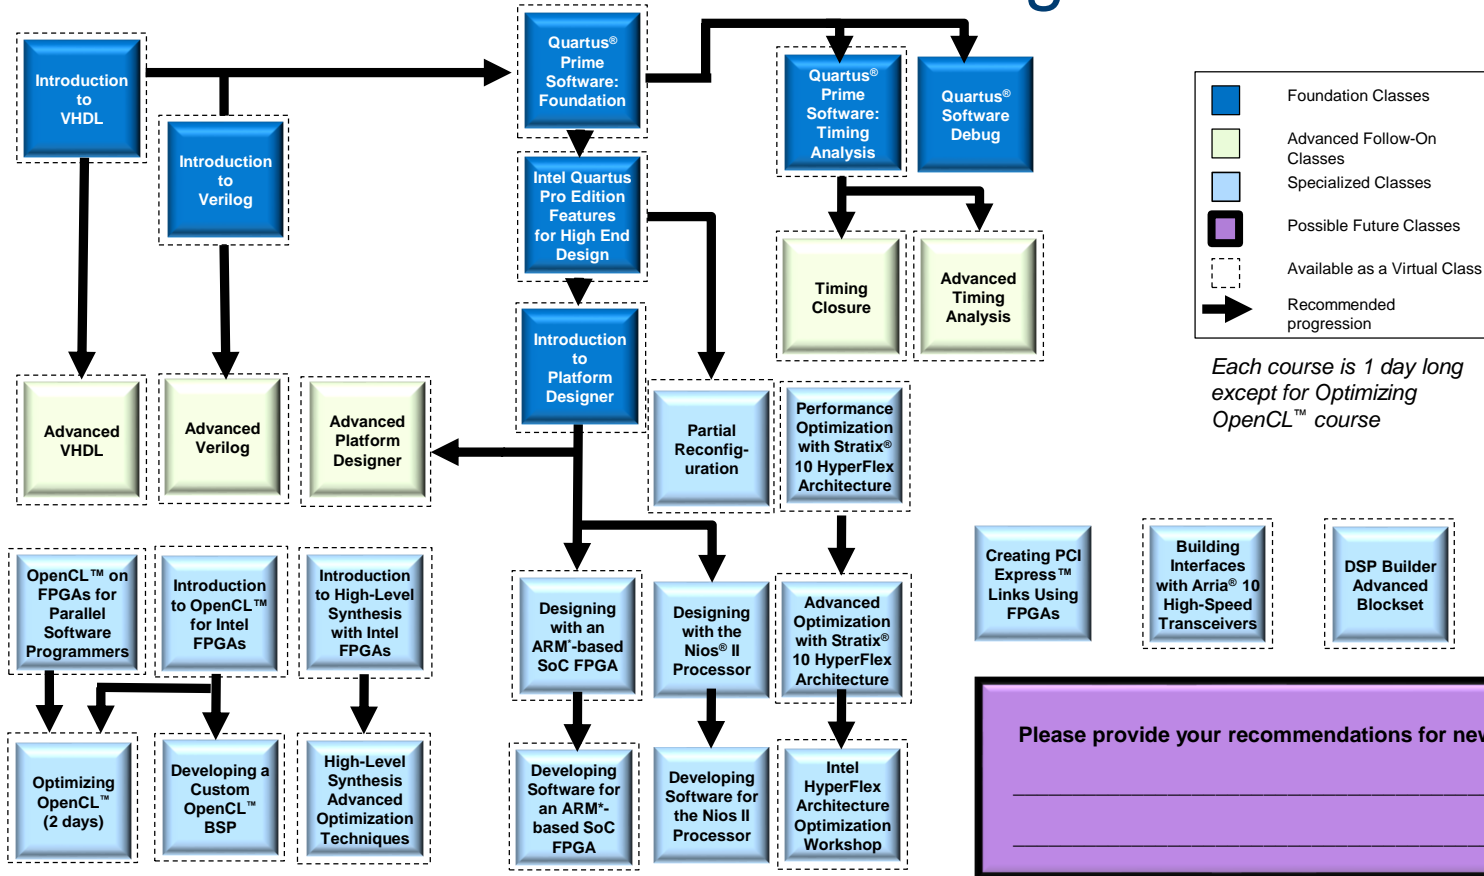 g
Introduction
to
VHDL
Introduction
to
Verilog
Quartus®
Prime
Software:
Foundation
Quartus®
Prime
Software:
Timing
Analysis
Quartus®
Software
Debug
Intel Quartus
Pro Edition
Features
for High End
Design
Timing
Closure
Advanced
Timing
Analysis
Introduction
to
Platform
Designer
Advanced
VHDL
Advanced
Verilog
Advanced
Platform
Designer
Partial
Reconfig-
uration
Performance
Optimization
with Stratix®
10 HyperFlex
Architecture
Foundation Classes
Advanced Follow-On
Classes
Specialized Classes
Possible Future Classes
Available as a Virtual Class
Recommended
progression
Each course is 1 day long
except for Optimizing
OpenCL™ course
OpenCL™ on
FPGAs for
Parallel
Software
Programmers
Introduction
to OpenCL™
for Intel
FPGAs
Introduction
to High-Level
Synthesis
with Intel
FPGAs
Designing
with an
ARM*-based
SoC FPGA
Designing
with the
Nios® II
Processor
Advanced
Optimization
with Stratix®
10 HyperFlex
Architecture
Creating PCI
Express™
Links Using
FPGAs
Building
Interfaces
with Arria® 10
High-Speed
Transceivers
DSP Builder
Advanced
Blockset
Optimizing
OpenCL™
(2 days)
Developing a
Custom
OpenCL™
BSP
High-Level
Synthesis
Advanced
Optimization
Techniques
Developing
Software for
an ARM*-
based SoC
FPGA
Developing
Software for
the Nios II
Processor
Intel
HyperFlex
Architecture
Optimization
Workshop
Please provide your recommendations for new